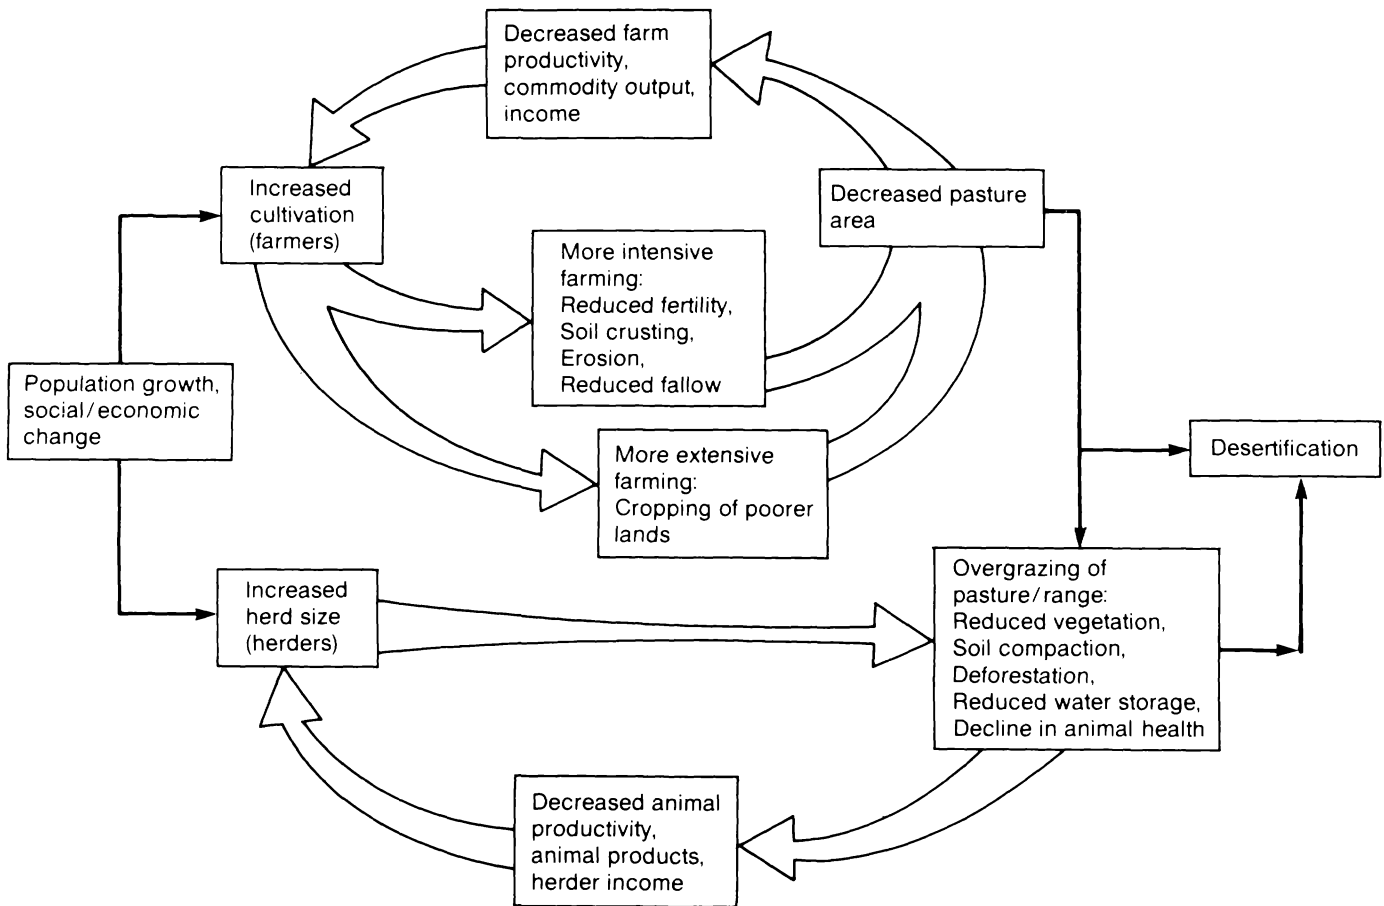 Decreased farm
productivity,
commodity output,
income
Increased
cultivation
(farmers)
Decreased pasture
area
More intensive
farming:
Reduced fertility,
Soil crusting,
Erosion,
Reduced fallow
Population growth,
social/economic
change
More extensive
farming:
Cropping of poorer
lands
Desertification
Increased
herd size
(herders)
Overgrazing of
pasture/range:
Reduced vegetation,
Soil compaction,
Deforestation,
Reduced water storage,
Decline in animal health
Decreased animal
productivity,
animal products,
herder income